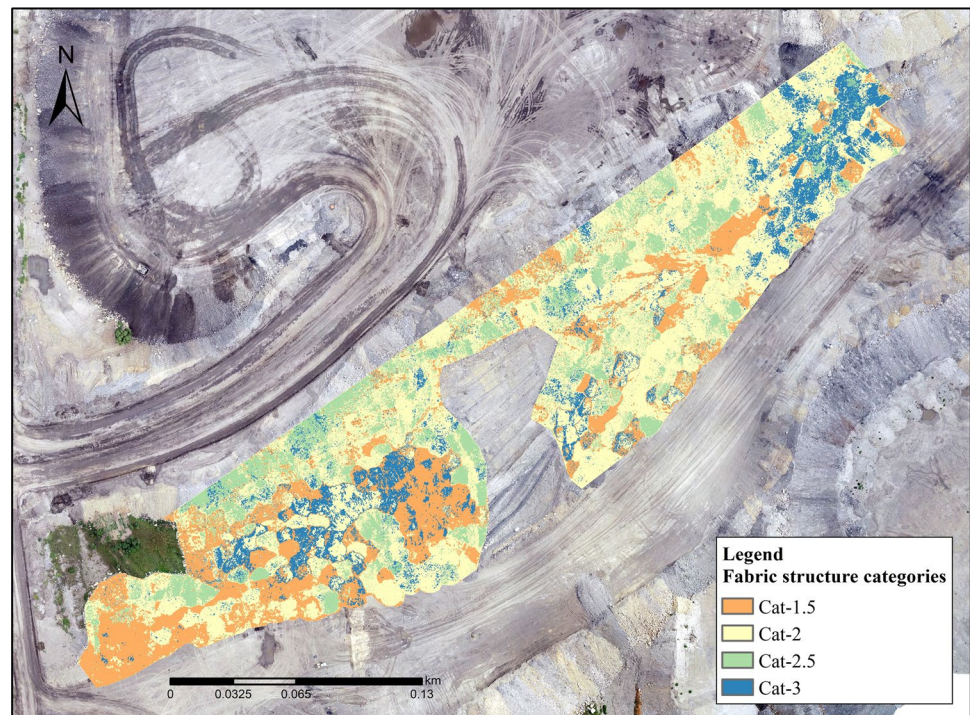 N
Legend
Fabric structure categories
Cat-1.5
Cat-2
Cat-2.5
Cat-3
km
0 0.0325 0.065 0.13